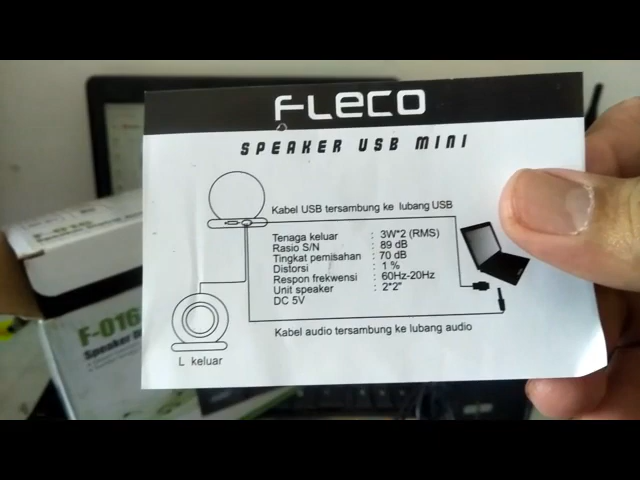 FLECO
SPEAKER USB MINI
Kabel USB tersambung ke lubang USB
Tenaga keluar : 3W*2 (RMS)
Rasio S/N : 89 dB
Tingkat pemisahan : 70 dB
Distorsi : 1 %
Respon frekwensi : 60Hz-20Hz
Unit speaker : 2*2"
DC 5V
Kabel audio tersambung ke lubang audio
L keluar
F-016
Speaker